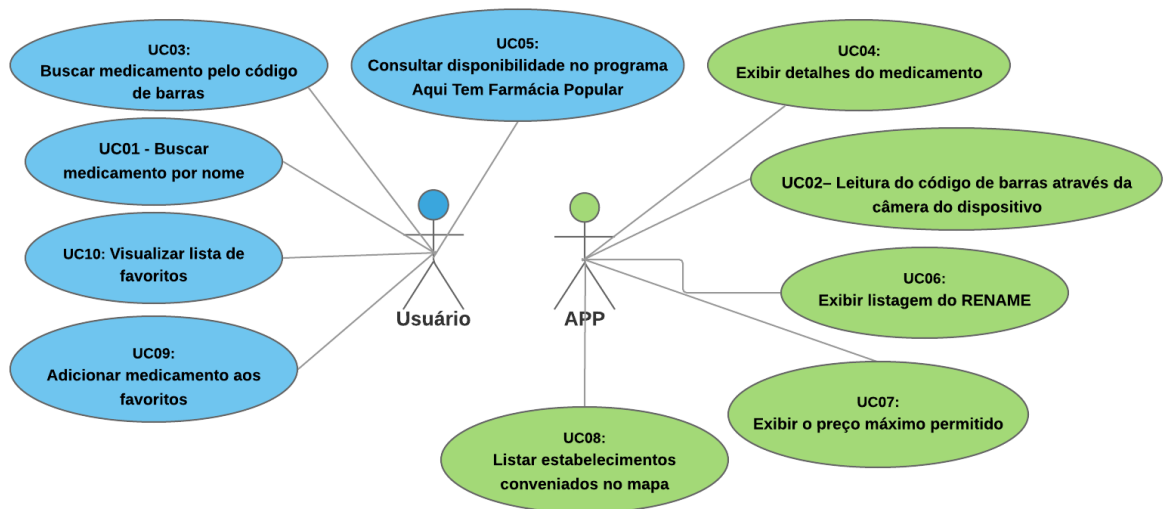 UC03:
Buscar medicamento pelo código
de barras
UC05:
Consultar disponibilidade no programa
Aqui Tem Farmácia Popular
UC04:
Exibir detalhes do medicamento
UC01 - Buscar
medicamento por nome
UC02– Leitura do código de barras através da
câmera do dispositivo
UC10: Visualizar lista de
favoritos
UC06:
Exibir listagem do RENAME
Usuário
APP
UC09:
Adicionar medicamento aos
favoritos
UC07:
Exibir o preço máximo permitido
UC08:
Listar estabelecimentos
conveniados no mapa